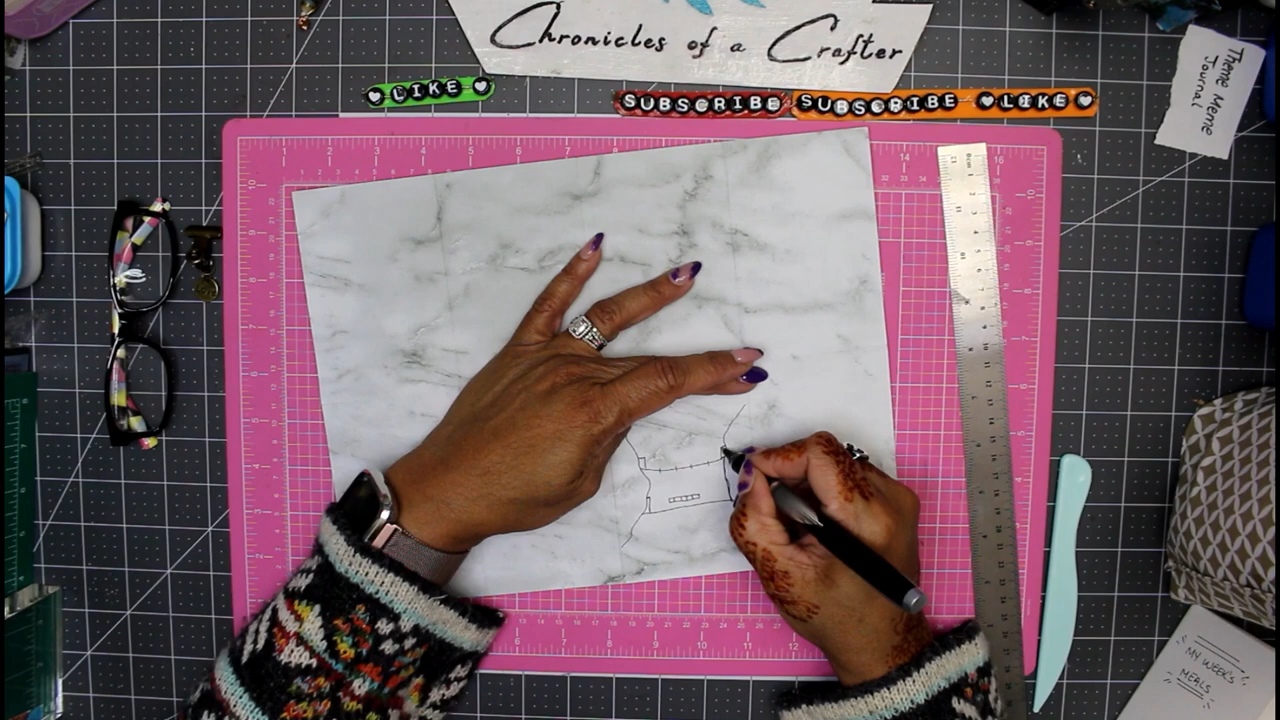 Chronicles of a Crafter
LIKE
SUBSCRIBE SUBSCRIBE LIKE
Theme Meme
Journal
MY WEEK'S
MEALS